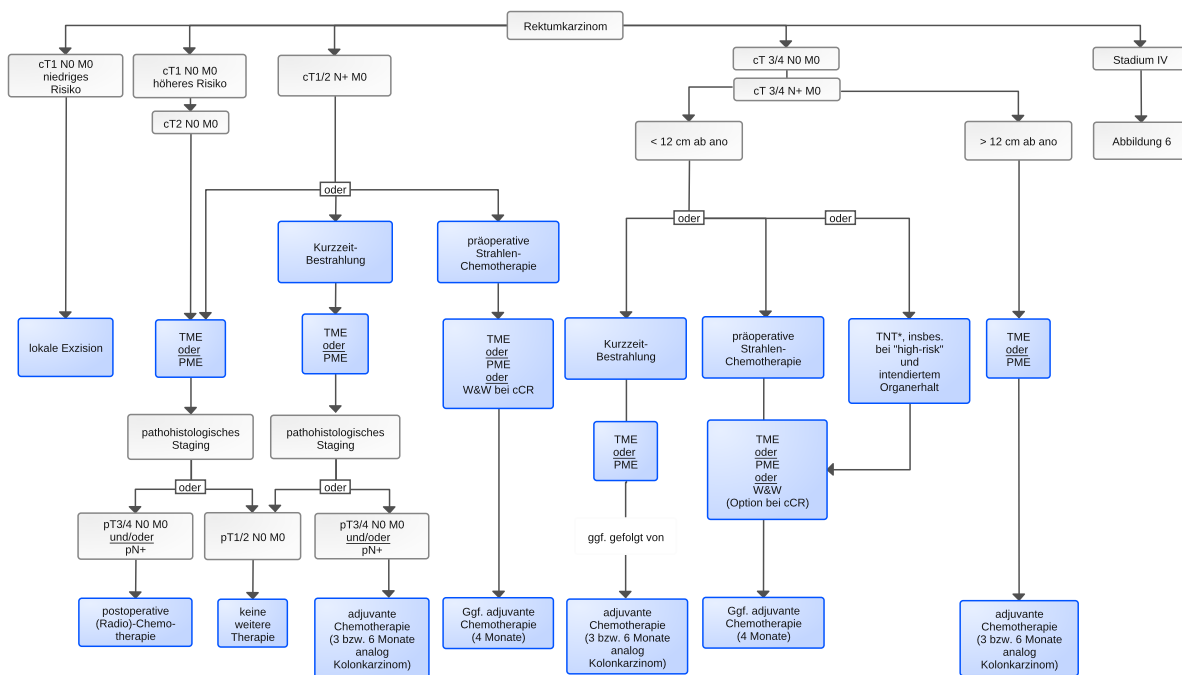 Rektumkarzinom
cT1 N0 M0
niedriges
Risiko
cT1 N0 M0
höheres Risiko
cT2 N0 M0
cT1/2 N+ M0
cT 3/4 N0 M0
cT 3/4 N+ M0
Stadium IV
< 12 cm ab ano
> 12 cm ab ano
Abbildung 6
oder
oder
oder
Kurzzeit-
Bestrahlung
präoperative
Strahlen-
Chemotherapie
lokale Exzision
TME
oder
PME
TME
oder
PME
TME
oder
PME
oder
W&W bei cCR
Kurzzeit-
Bestrahlung
präoperative
Strahlen-
Chemotherapie
TNT*, insbes.
bei "high-risk"
und
intendiertem
Organerhalt
TME
oder
PME
pathohistologisches
Staging
pathohistologisches
Staging
TME
oder
PME
TME
oder
PME
oder
W&W
(Option bei cCR)
oder
oder
pT3/4 N0 M0
und/oder
pN+
pT1/2 N0 M0
pT3/4 N0 M0
und/oder
pN+
ggf. gefolgt von
postoperative
(Radio)-Chemo-
therapie
keine
weitere
Therapie
adjuvante
Chemotherapie
(3 bzw. 6 Monate
analog
Kolonkarzinom)
Ggf. adjuvante
Chemotherapie
(4 Monate)
adjuvante
Chemotherapie
(3 bzw. 6 Monate
analog
Kolonkarzinom)
Ggf. adjuvante
Chemotherapie
(4 Monate)
adjuvante
Chemotherapie
(3 bzw. 6 Monate
analog
Kolonkarzinom)